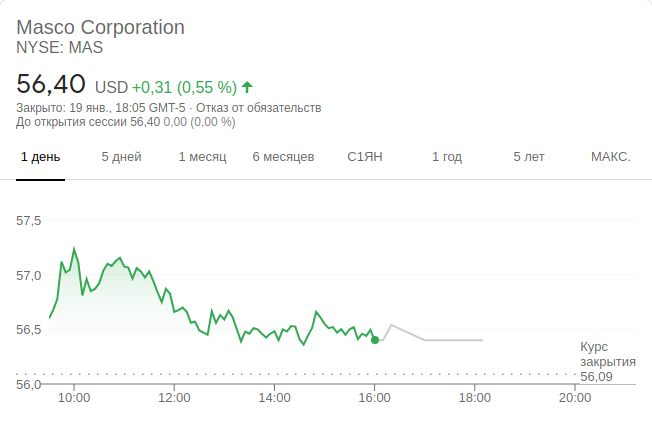 Masco Corporation
NYSE: MAS
56,40 USD +0,31 (0,55 %)
Закрыто: 19 янв., 18:05 GMT-5 · Отказ от обязательств
До открытия сессии 56,40 0,00 (0,00 %)
1 день 5 дней 1 месяц 6 месяцев С1ЯН 1 год 5 лет МАКС.
57,5
57,0
56,5
Курс
закрытия
56,09
56,0
10:00 12:00 14:00 16:00 18:00 20:00